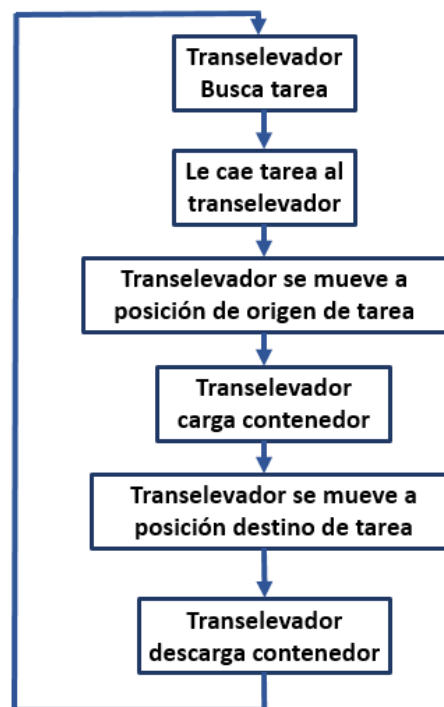 Transelevador
Busca tarea
Le cae tarea al
transelevador
Transelevador se mueve a
posición de origen de tarea
Transelevador
carga contenedor
Transelevador se mueve a
posición destino de tarea
Transelevador
descarga contenedor